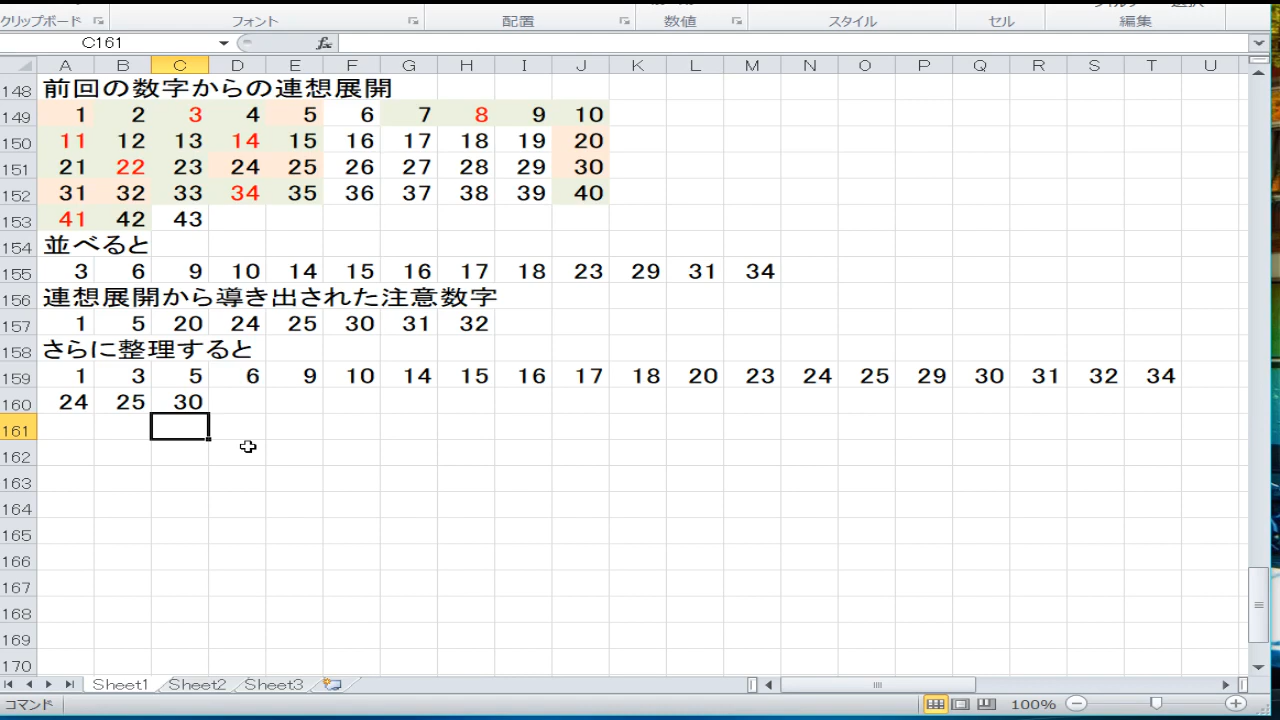 クリップボード フォント 配置 数値 スタイル セル 編集
C161 fx
A B C D E F G H I J K L M N O P Q R S T U
148 前回の数字からの連想展開
149 1 2 3 4 5 6 7 8 9 10
150 11 12 13 14 15 16 17 18 19 20
151 21 22 23 24 25 26 27 28 29 30
152 31 32 33 34 35 36 37 38 39 40
153 41 42 43
154 並べると
155 3 6 9 10 14 15 16 17 18 23 29 31 34
156 連想展開から導き出された注意数字
157 1 5 20 24 25 30 31 32
158 さらに整理すると
159 1 3 5 6 9 10 14 15 16 17 18 20 23 24 25 29 30 31 32 34
160 24 25 30
161
162
163
164
165
166
167
168
169
170
Sheet1 Sheet2 Sheet3
コマンド 100%